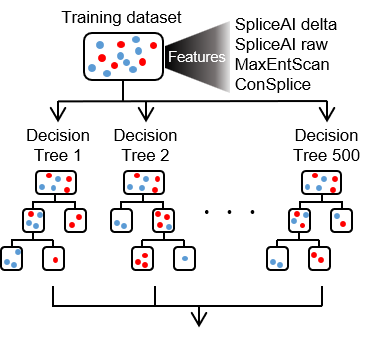 Training dataset
Features
SpliceAI delta
SpliceAI raw
MaxEntScan
ConSplice
Decision
Tree 1
Decision
Tree 2
. . .
Decision
Tree 500